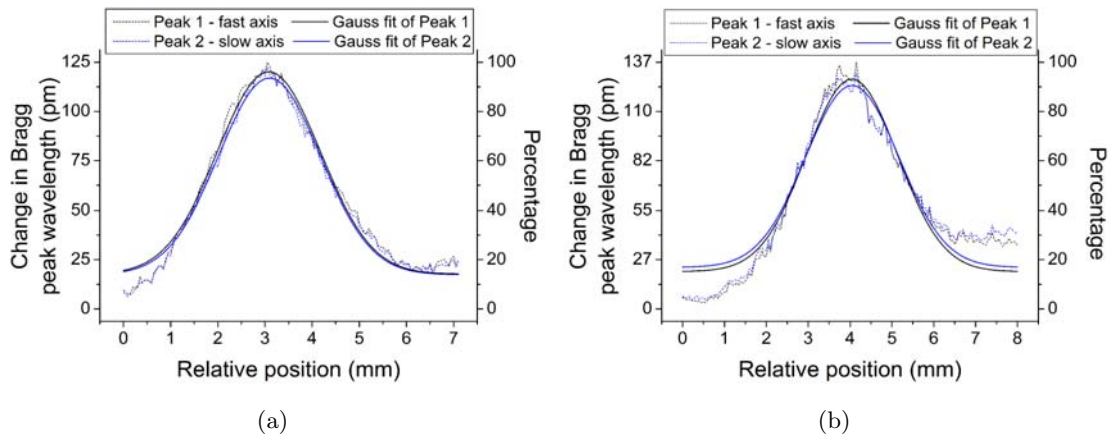 Peak 1 - fast axis Gauss fit of Peak 1
Peak 2 - slow axis Gauss fit of Peak 2
125
100
75
50
25
0
Change in Bragg
peak wavelength (pm)
100
80
60
40
20
0
Percentage
0 1 2 3 4 5 6 7
Relative position (mm)
(a)
Peak 1 - fast axis Gauss fit of Peak 1
Peak 2 - slow axis Gauss fit of Peak 2
137
110
82
55
27
0
Change in Bragg
peak wavelength (pm)
100
80
60
40
20
0
Percentage
0 1 2 3 4 5 6 7 8
Relative position (mm)
(b)